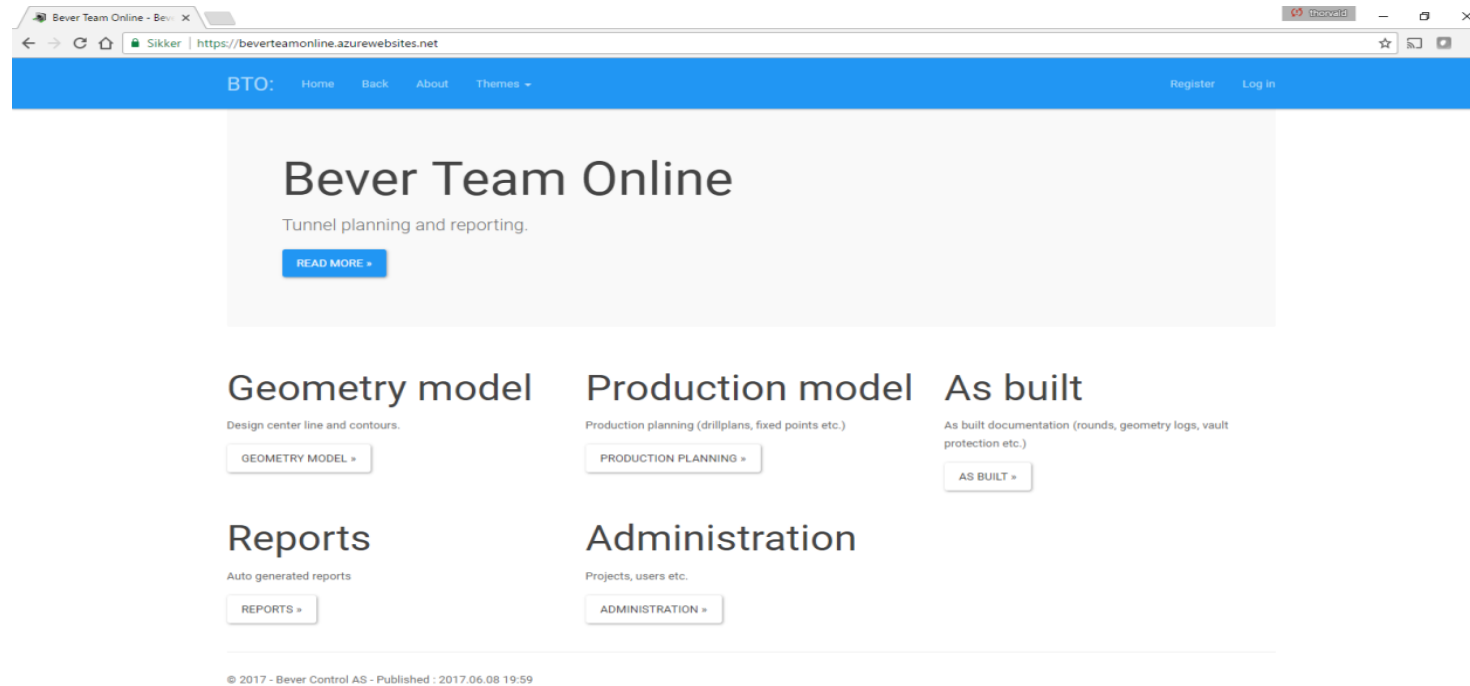 Bever Team Online - Bev
thorvald
Sikker | https://beverteamonline.azurewebsites.net
BTO: Home Back About Themes Register Log in
Bever Team Online
Tunnel planning and reporting.
READ MORE »
Geometry model
Design center line and contours.
GEOMETRY MODEL »
Production model
Production planning (drillplans, fixed points etc.)
PRODUCTION PLANNING »
As built
As built documentation (rounds, geometry logs, vault
protection etc.)
AS BUILT »
Reports
Auto generated reports
REPORTS »
Administration
Projects, users etc.
ADMINISTRATION »
© 2017 - Bever Control AS - Published : 2017.06.08 19:59